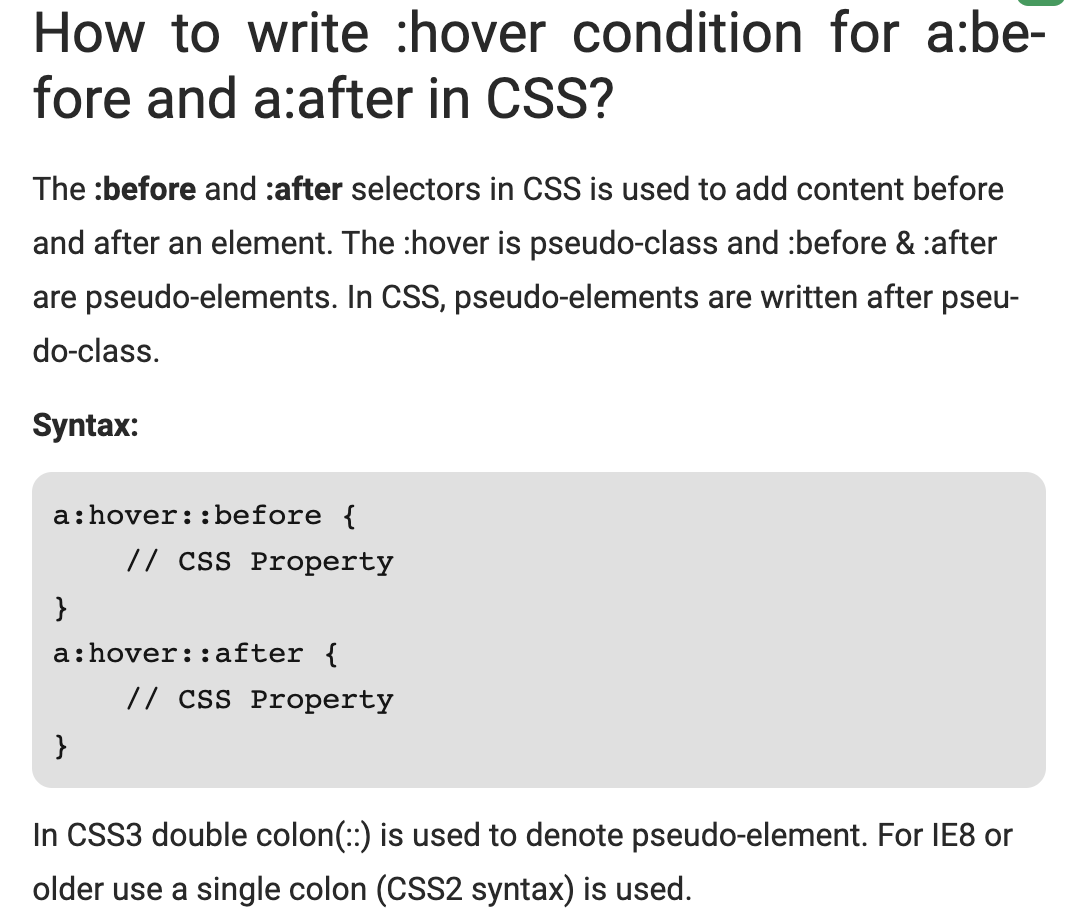 How to write :hover condition for a:be-
fore and a:after in CSS?
The :before and :after selectors in CSS is used to add content before
and after an element. The :hover is pseudo-class and :before & :after
are pseudo-elements. In CSS, pseudo-elements are written after pseu-
do-class.
Syntax:
a:hover::before {
    // CSS Property
}
a:hover::after {
    // CSS Property
}
In CSS3 double colon(::) is used to denote pseudo-element. For IE8 or
older use a single colon (CSS2 syntax) is used.